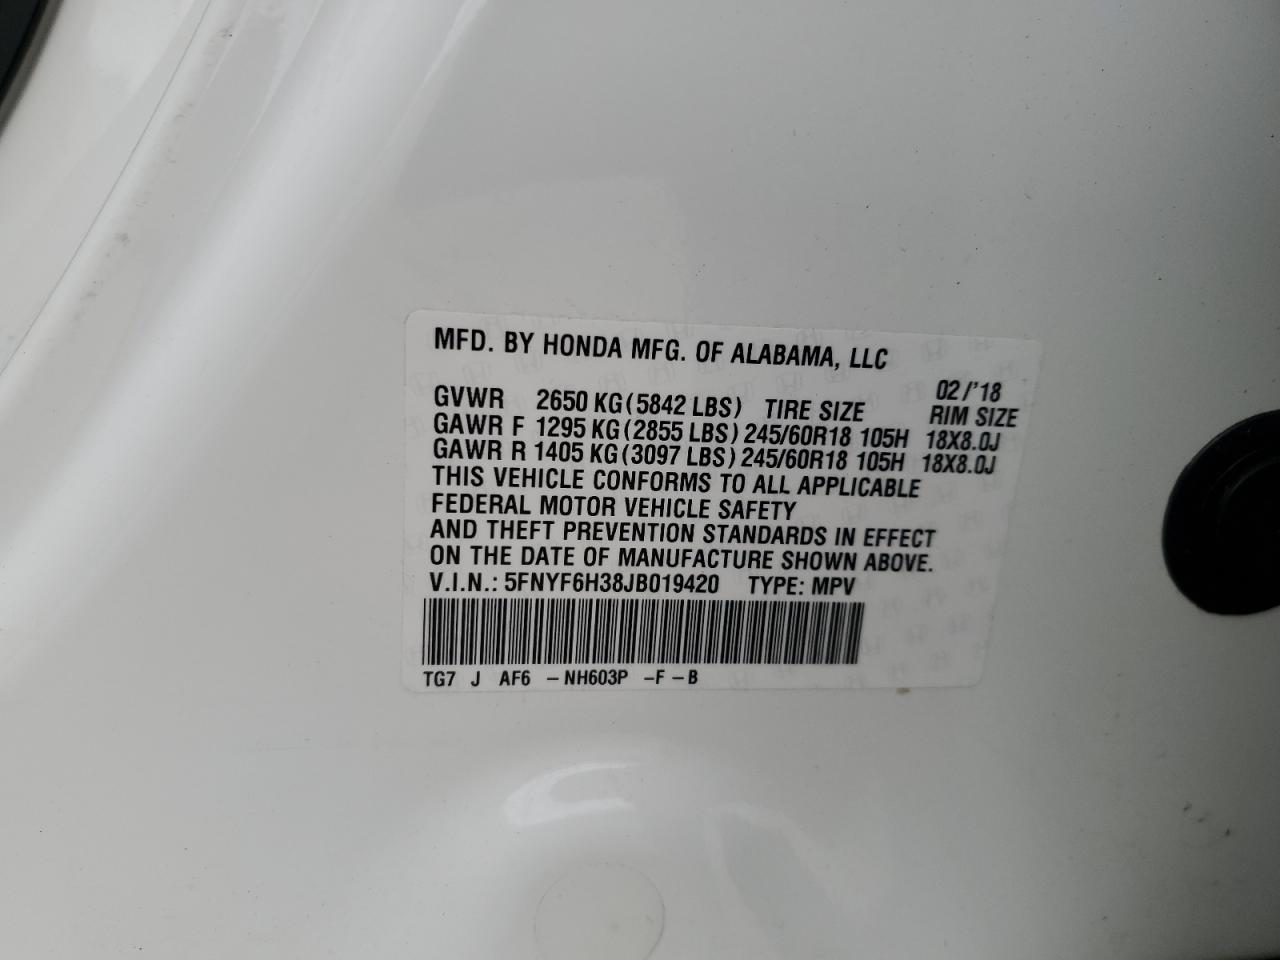 MFD. BY HONDA MFG. OF ALABAMA, LLC
02/'18
GVWR 2650 KG(5842 LBS) TIRE SIZE RIM SIZE
GAWR F 1295 KG(2855 LBS) 245/60R18 105H 18X8.0J
GAWR R 1405 KG(3097 LBS) 245/60R18 105H 18X8.0J
THIS VEHICLE CONFORMS TO ALL APPLICABLE
FEDERAL MOTOR VEHICLE SAFETY
AND THEFT PREVENTION STANDARDS IN EFFECT
ON THE DATE OF MANUFACTURE SHOWN ABOVE.
V.I.N.: 5FNYF6H38JB019420 TYPE: MPV
TG7 J AF6 -NH603P -F-B